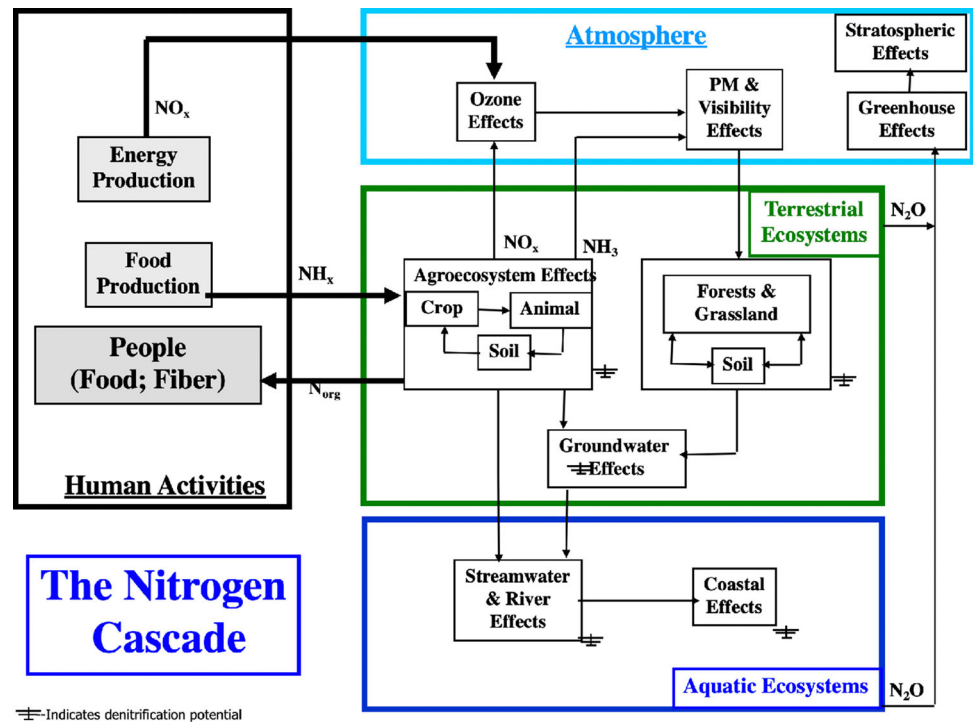 Atmosphere
Stratospheric
Effects
NOx
Ozone
Effects
PM &
Visibility
Effects
Greenhouse
Effects
Energy
Production
Terrestrial
Ecosystems
N2O
NOx
NH3
Food
Production
NHx
Agroecosystem Effects
Crop
Animal
Soil
Forests &
Grassland
Soil
People
(Food; Fiber)
Norg
Groundwater
Effects
Human Activities
The Nitrogen
Cascade
Streamwater
& River
Effects
Coastal
Effects
Aquatic Ecosystems
N2O
-Indicates denitrification potential